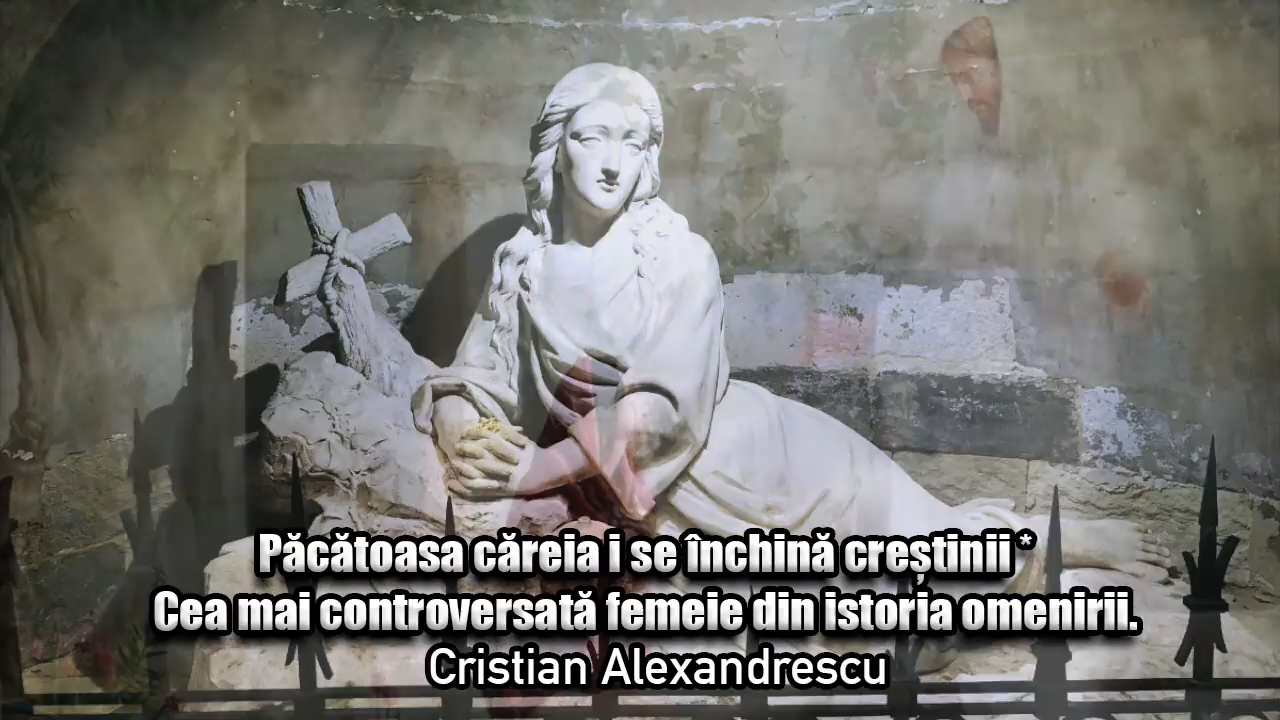 Păcătoasa căreia i se închină creștinii *
Cea mai controversată femeie din istoria omenirii.
Cristian Alexandrescu